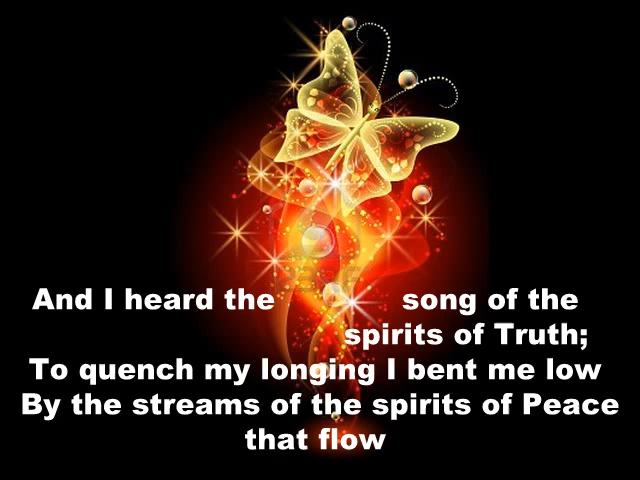 And I heard the song of the
spirits of Truth;
To quench my longing I bent me low
By the streams of the spirits of Peace
that flow